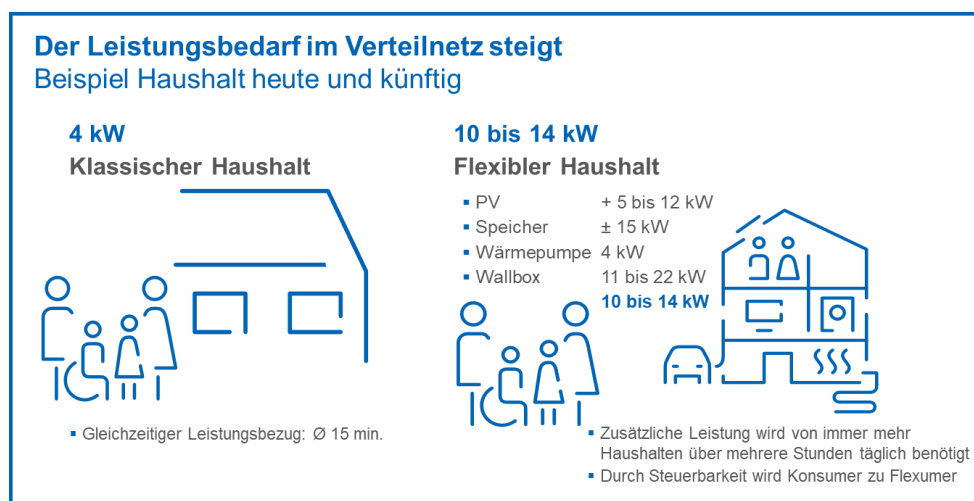 Der Leistungsbedarf im Verteilnetz steigt
Beispiel Haushalt heute und künftig
4 kW
Klassischer Haushalt
▪ Gleichzeitiger Leistungsbezug: Ø 15 min.
10 bis 14 kW
Flexibler Haushalt
▪ PV + 5 bis 12 kW
▪ Speicher ± 15 kW
▪ Wärmepumpe 4 kW
▪ Wallbox 11 bis 22 kW
10 bis 14 kW
▪ Zusätzliche Leistung wird von immer mehr
Haushalten über mehrere Stunden täglich benötigt
▪ Durch Steuerbarkeit wird Konsumer zu Flexumer